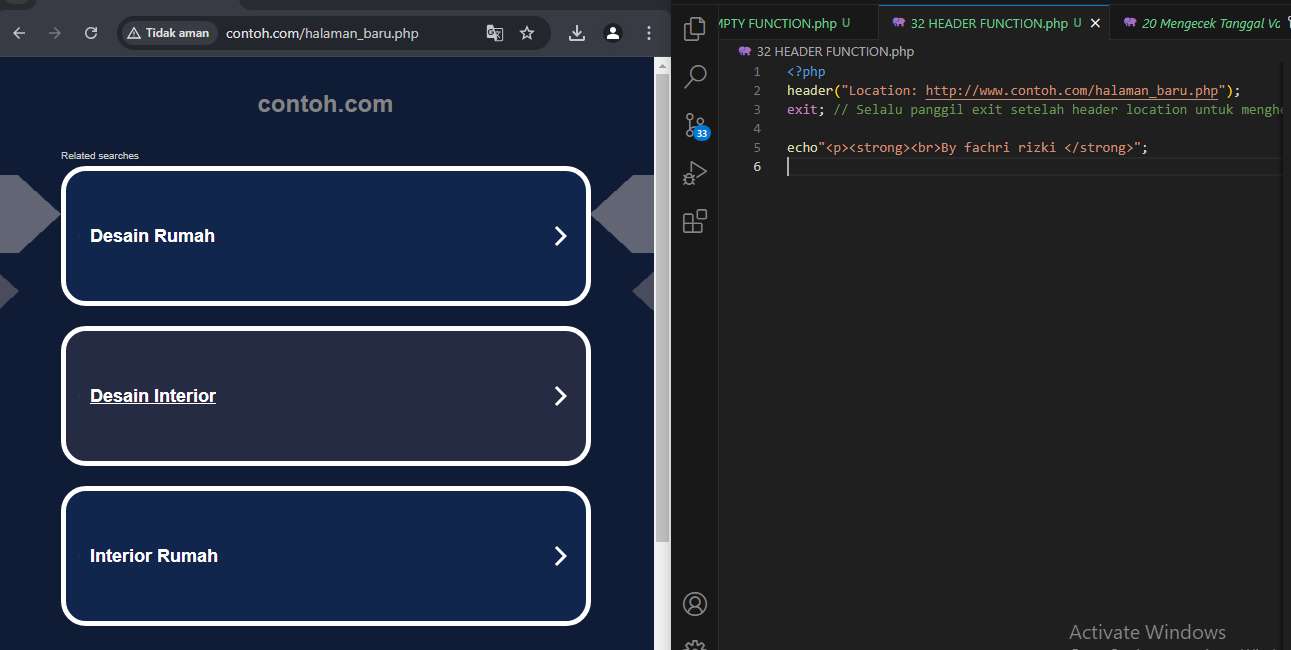 Tidak aman
contoh.com/halaman_baru.php
contoh.com
Related searches
Desain Rumah
Desain Interior
Interior Rumah
MPTY FUNCTION.php U
32 HEADER FUNCTION.php U
20 Mengecek Tanggal Va
32 HEADER FUNCTION.php
33
1 <?php
2 header("Location: http://www.contoh.com/halaman_baru.php");
3 exit; // Selalu panggil exit setelah header location untuk menghe
4
5 echo"<p><strong><br>By fachri rizki </strong>";
6
Activate Windows